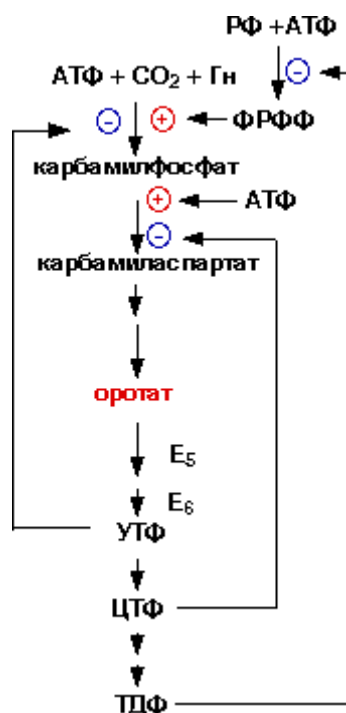 РФ +АТФ
АТФ + CO₂ + Гн
-
-
+
ФРФФ
карбамилфосфат
+
АТФ
-
карбамиласпартат
оротат
E₅
E₆
УТФ
ЦТФ
ТДФ